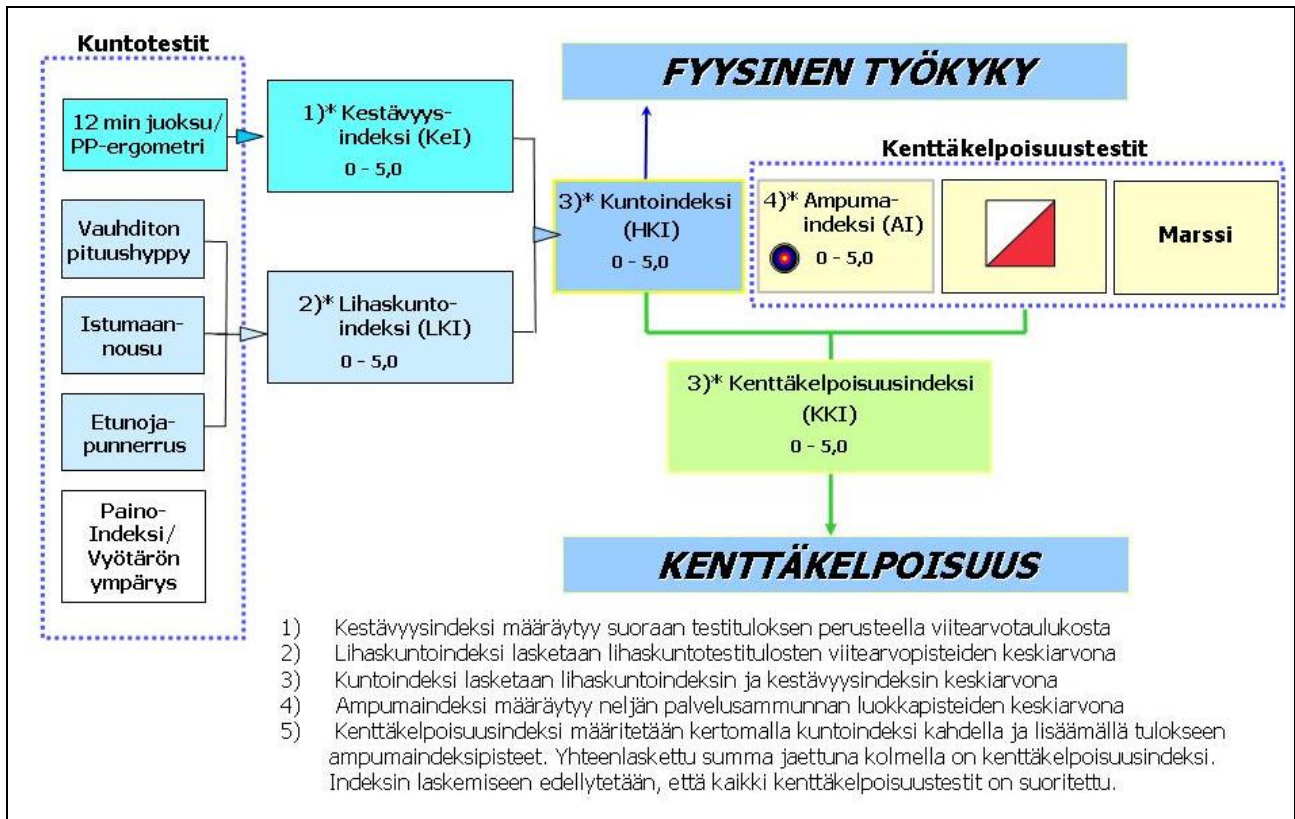 Kuntotestit
12 min juoksu/
PP-ergometri
Vauhditon
pituushyppy
Istumaan-
nousu
Etunoja-
punnerrus
Paino-
Indeksi/
Vyötärön
ympärys
1)* Kestävyys-
indeksi (KeI)
0 - 5,0
2)* Lihaskunto-
indeksi (LKI)
0 - 5,0
FYYSINEN TYÖKYKY
3)* Kuntoindeksi
(HKI)
0 - 5,0
Kenttäkelpoisuustestit
4)* Ampuma-
indeksi (AI)
0 - 5,0
Marssi
3)* Kenttäkelpoisuusindeksi
(KKI)
0 - 5,0
KENTTÄKELPOISUUS
1) Kestävyysindeksi määräytyy suoraan testituloksen perusteella viitearvotaulukosta
2) Lihaskuntoindeksi lasketaan lihaskuntotestitulosten viitearvopisteiden keskiarvona
3) Kuntoindeksi lasketaan lihaskuntoindeksin ja kestävyysindeksin keskiarvona
4) Ampumaindeksi määräytyy neljän palvelusammunnan luokkapisteiden keskiarvona
5) Kenttäkelpoisuusindeksi määritetään kertomalla kuntoindeksi kahdella ja lisäämällä tulokseen
ampumaindeksipisteet. Yhteenlaskettu summa jaettuna kolmella on kenttäkelpoisuusindeksi.
Indeksin laskemiseen edellytetään, että kaikki kenttäkelpoisuustestit on suoritettu.